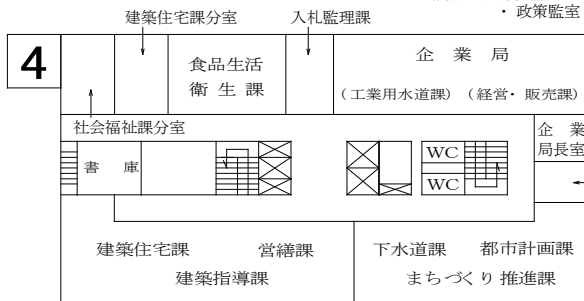 ・ 政策監室
建築住宅課分室
入札監理課
4
食品生活
衛生課
企業局
（工業用水道課）（経営・販売課）
社会福祉課分室
企業
局長室
書庫
WC
WC
建築住宅課
営繕課
建築指導課
下水道課
都市計画課
まちづくり推進課